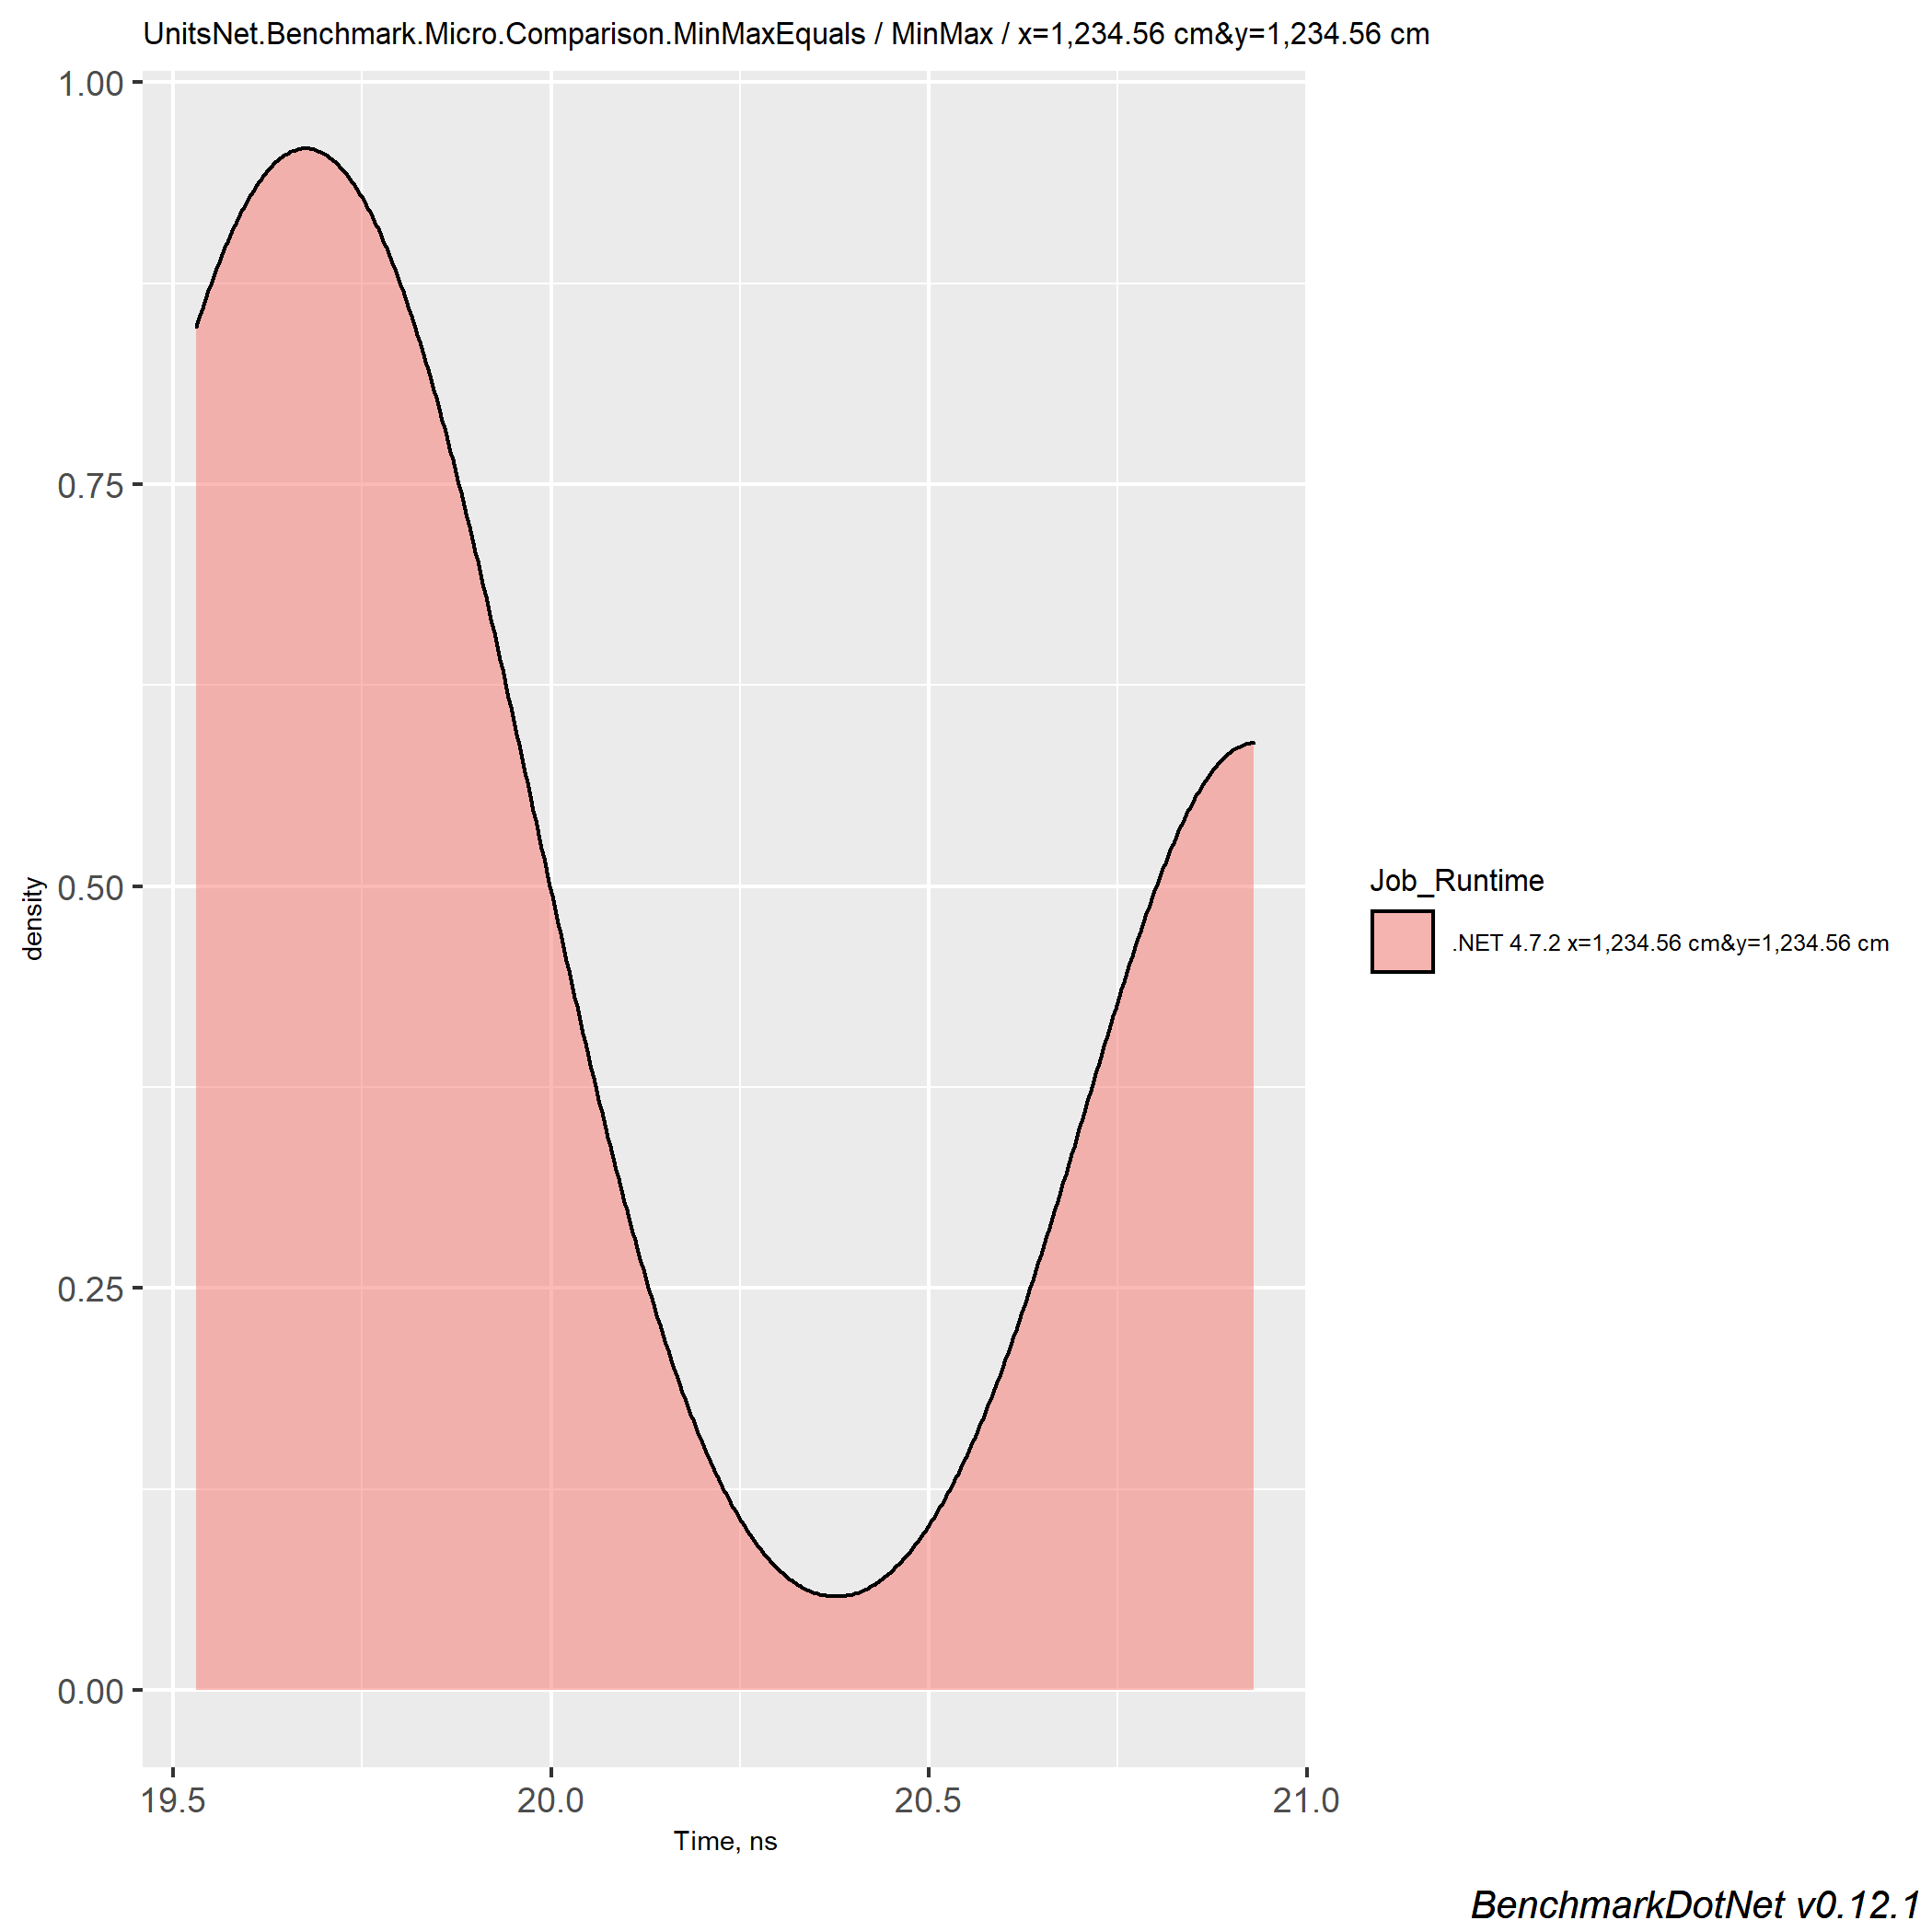 UnitsNet.Benchmark.Micro.Comparison.MinMaxEquals / MinMax / x=1,234.56 cm&y=1,234.56 cm
1.00
0.75
0.50
0.25
0.00
density
19.5 20.0 20.5 21.0
Time, ns
Job_Runtime
.NET 4.7.2 x=1,234.56 cm&y=1,234.56 cm
BenchmarkDotNet v0.12.1